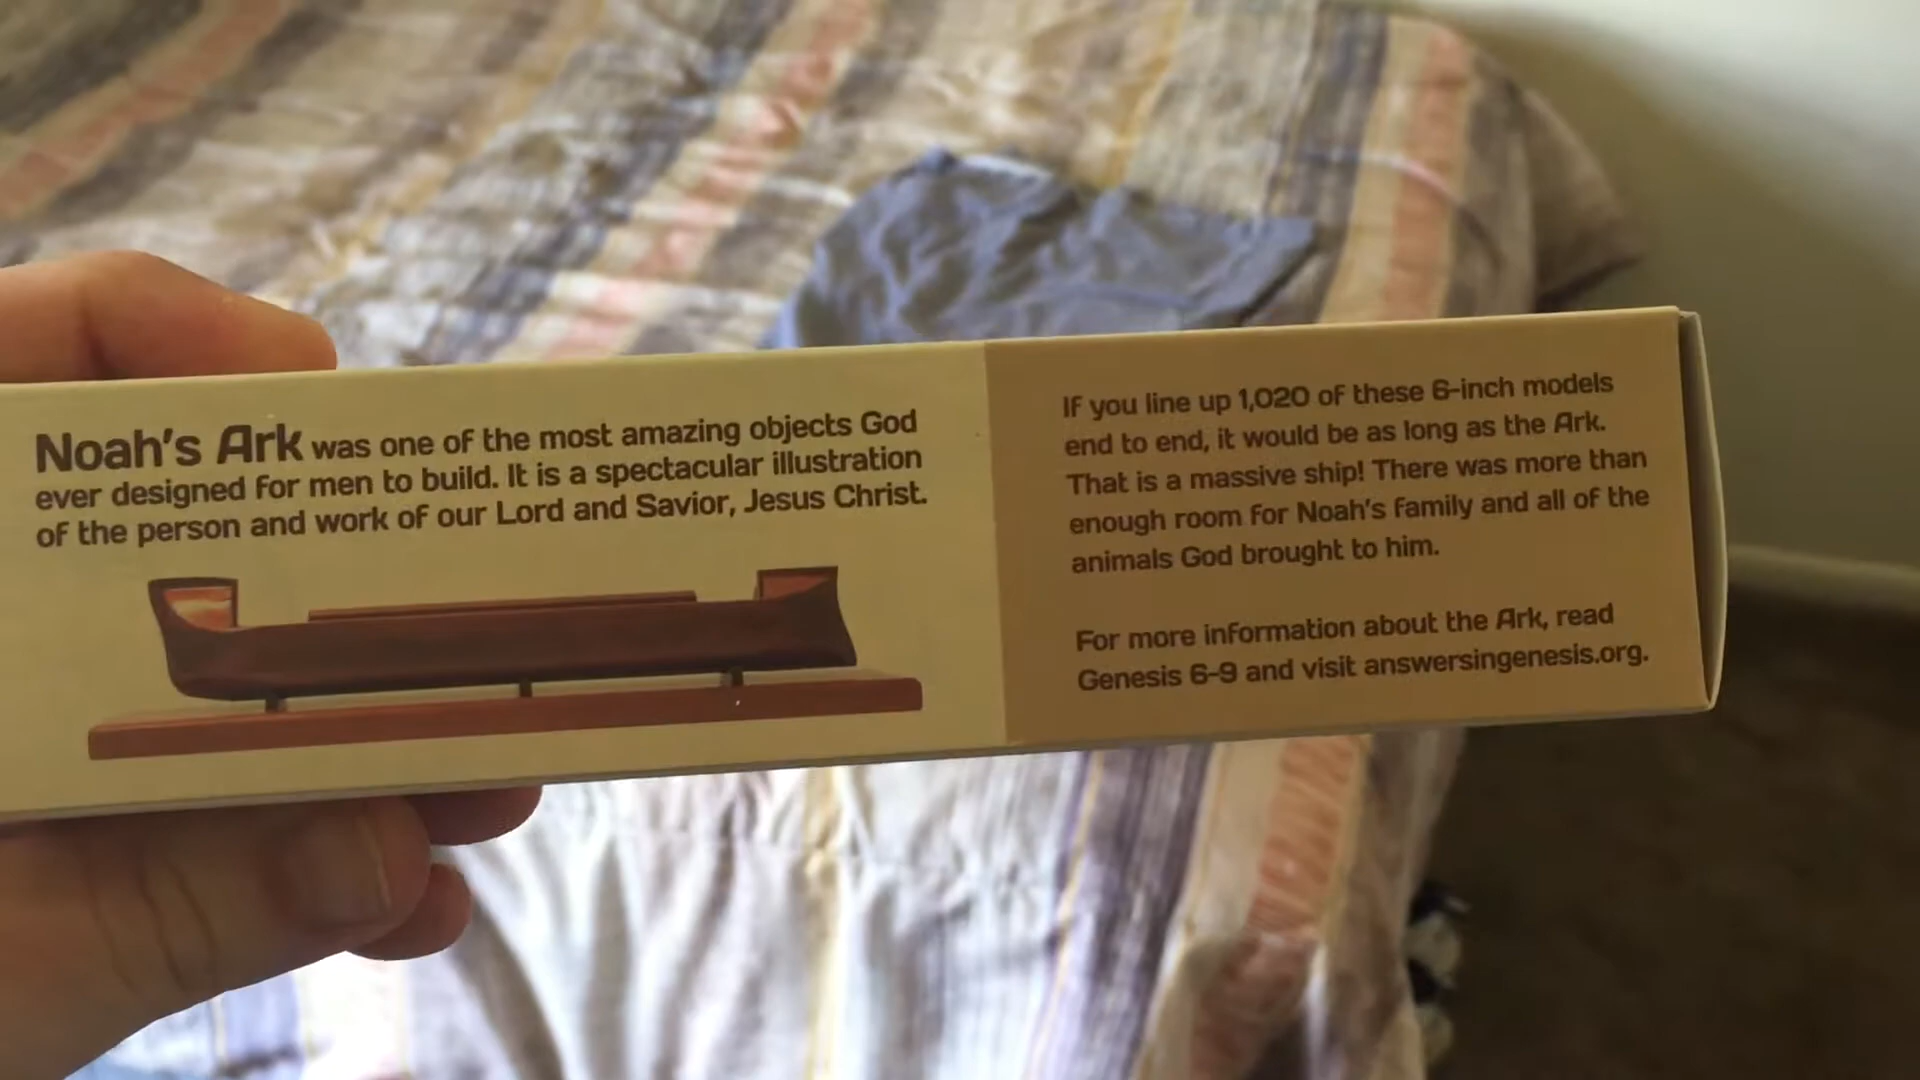 Noah's Ark was one of the most amazing objects God
ever designed for men to build. It is a spectacular illustration
of the person and work of our Lord and Savior, Jesus Christ.
If you line up 1,020 of these 6-inch models
end to end, it would be as long as the Ark.
That is a massive ship! There was more than
enough room for Noah's family and all of the
animals God brought to him.
For more information about the Ark, read
Genesis 6-9 and visit answersingenesis.org.